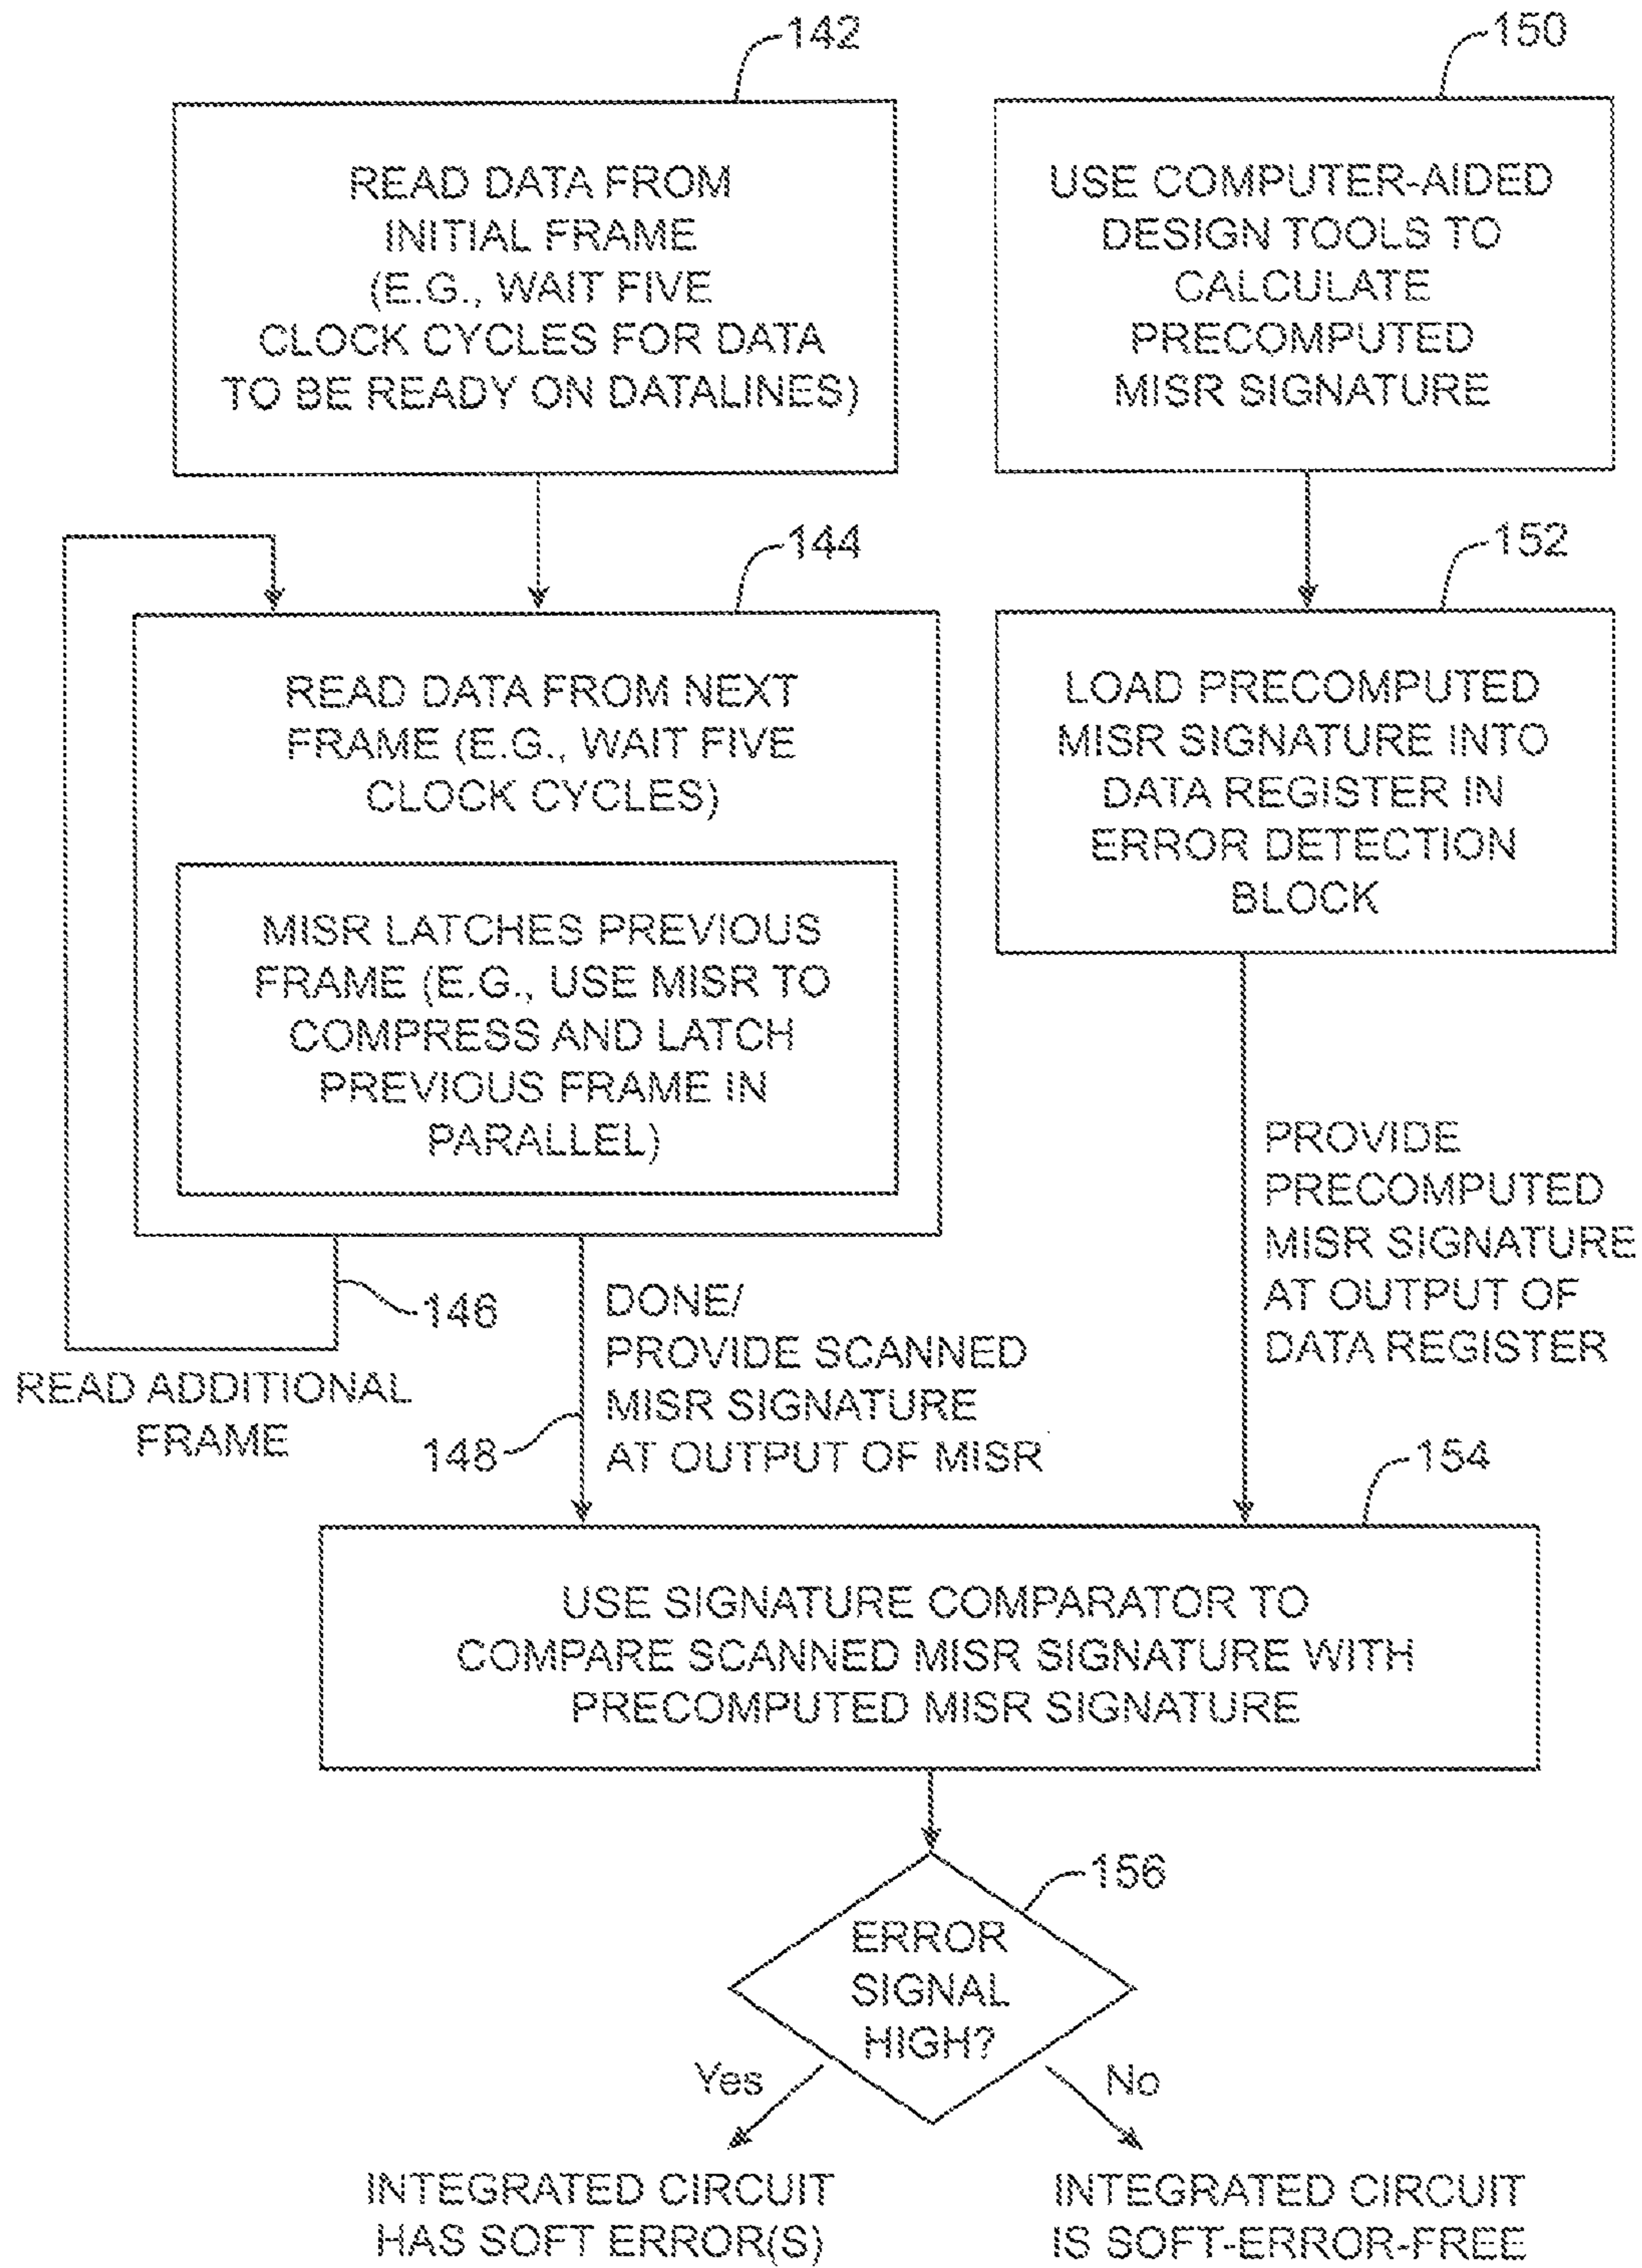 142
READ DATA FROM
INITIAL FRAME
(E.G., WAIT FIVE
CLOCK CYCLES FOR DATA
TO BE READY ON DATALINES)
150
USE COMPUTER-AIDED
DESIGN TOOLS TO
CALCULATE
PRECOMPUTED
MISR SIGNATURE
144
READ DATA FROM NEXT
FRAME (E.G., WAIT FIVE
CLOCK CYCLES)
MISR LATCHES PREVIOUS
FRAME (E.G., USE MISR TO
COMPRESS AND LATCH
PREVIOUS FRAME IN
PARALLEL)
152
LOAD PRECOMPUTED
MISR SIGNATURE INTO
DATA REGISTER IN
ERROR DETECTION
BLOCK
146
READ ADDITIONAL
FRAME
148
DONE/
PROVIDE SCANNED
MISR SIGNATURE
AT OUTPUT OF MISR
PROVIDE
PRECOMPUTED
MISR SIGNATURE
AT OUTPUT OF
DATA REGISTER
154
USE SIGNATURE COMPARATOR TO
COMPARE SCANNED MISR SIGNATURE WITH
PRECOMPUTED MISR SIGNATURE
156
ERROR
SIGNAL
HIGH?
Yes
No
INTEGRATED CIRCUIT
HAS SOFT ERROR(S)
INTEGRATED CIRCUIT
IS SOFT-ERROR-FREE